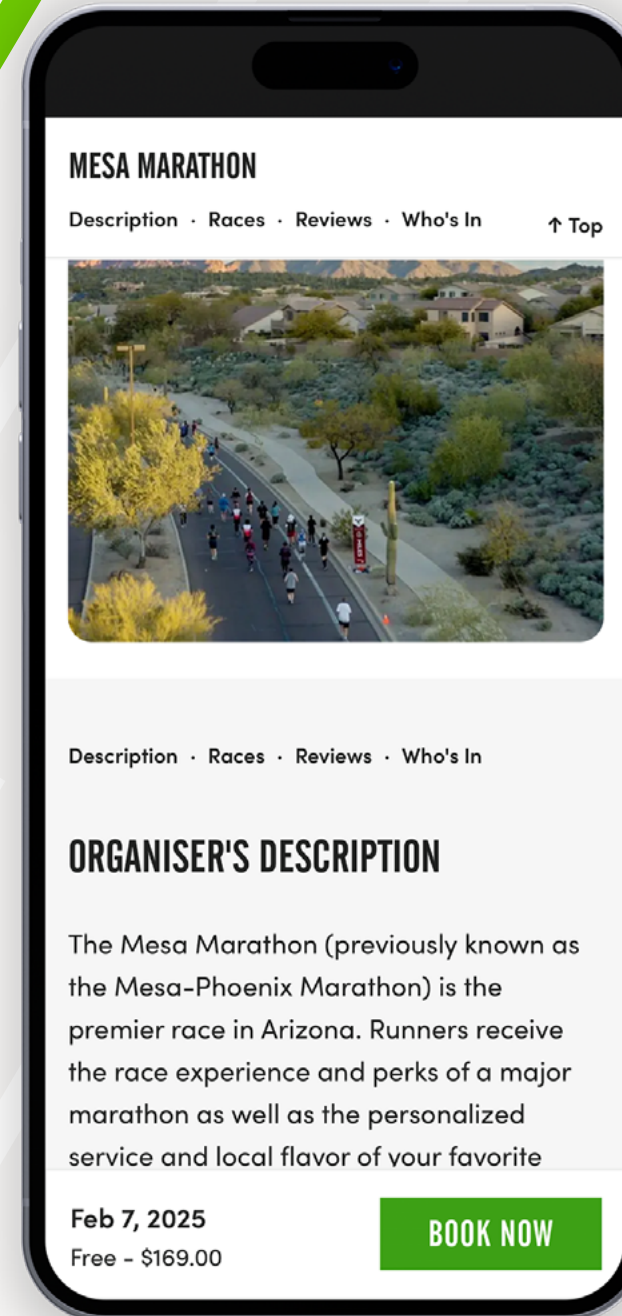 MESA MARATHON
Description · Races · Reviews · Who's In
↑ Top
Description · Races · Reviews · Who's In
ORGANISER'S DESCRIPTION
The Mesa Marathon (previously known as
the Mesa-Phoenix Marathon) is the
premier race in Arizona. Runners receive
the race experience and perks of a major
marathon as well as the personalized
service and local flavor of your favorite
Feb 7, 2025
Free - $169.00
BOOK NOW